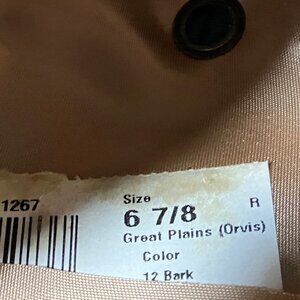 1267
Size
6 7/8 R
Great Plains (Orvis)
Color
12 Bark